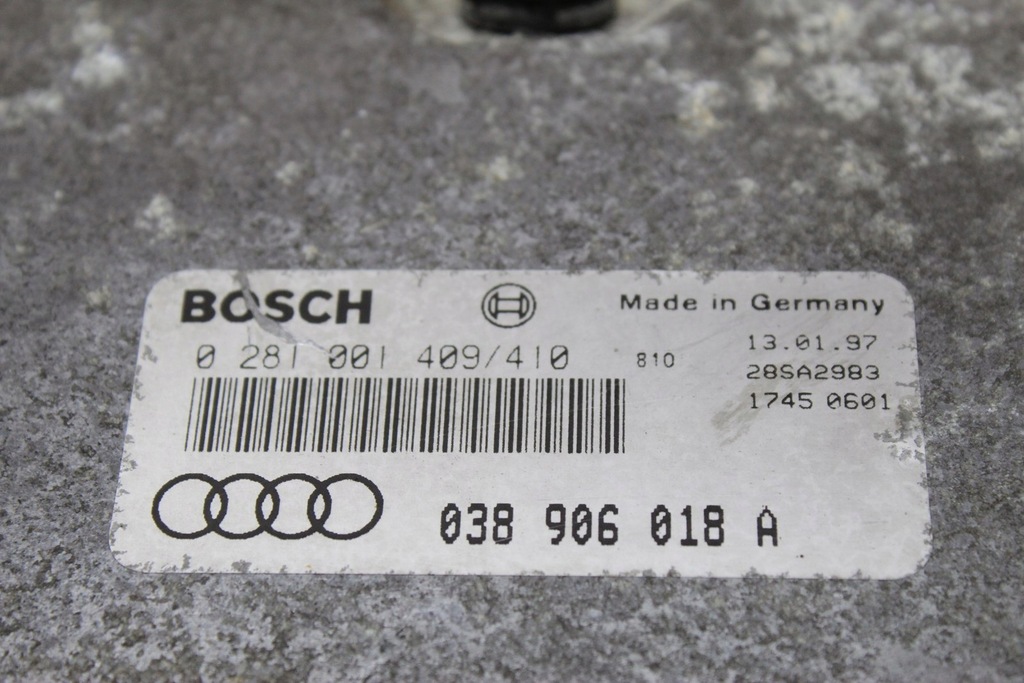 BOSCH
Made in Germany
0 281 001 409/410
810
13.01.97
28SA2983
1745 0601
038 906 018 A